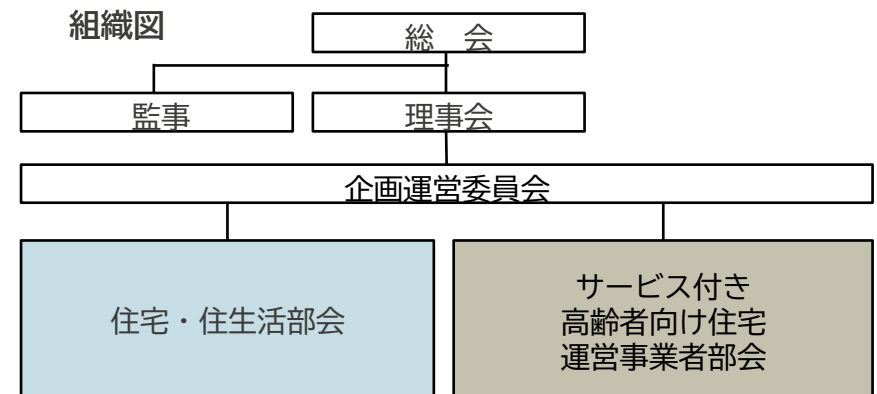 組織図
総　会
監事
理事会
企画運営委員会
住宅・住生活部会
サービス付き
高齢者向け住宅
運営事業者部会